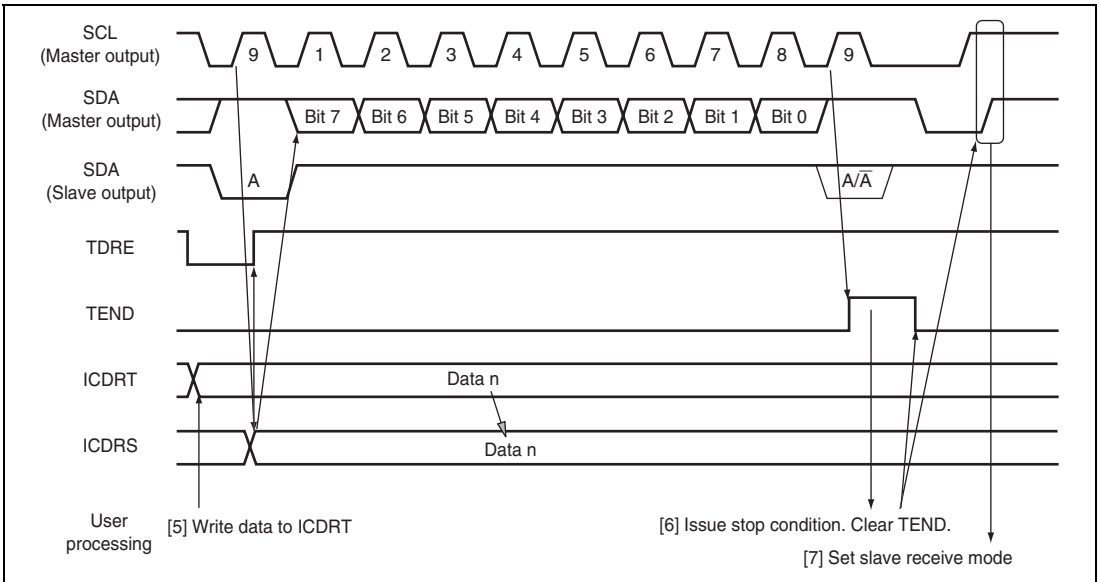 SCL
(Master output)
9 1 2 3 4 5 6 7 8 9
SDA
(Master output)
Bit 7 Bit 6 Bit 5 Bit 4 Bit 3 Bit 2 Bit 1 Bit 0
SDA
(Slave output)
A A/A̅
TDRE
TEND
ICDRT
Data n
ICDRS
Data n
User
processing
[5] Write data to ICDRT
[6] Issue stop condition. Clear TEND.
[7] Set slave receive mode